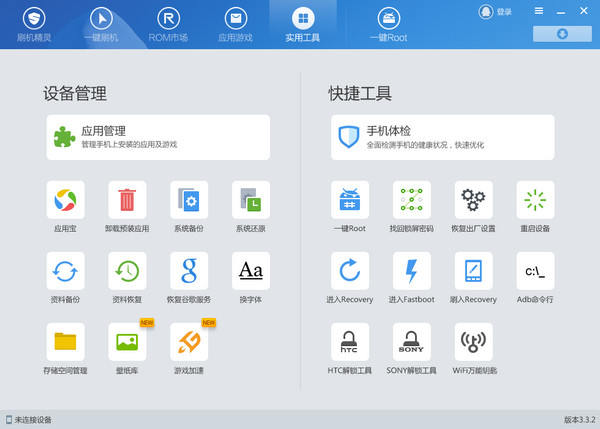 刷机精灵
一键刷机
ROM市场
应用游戏
实用工具
一键Root
登录
设备管理
快捷工具
应用管理
管理手机上安装的应用及游戏
手机体检
全面检测手机的健康状况，快速优化
应用宝
卸载预装应用
系统备份
系统还原
一键Root
找回锁屏密码
恢复出厂设置
重启设备
资料备份
资料恢复
g
恢复谷歌服务
Aa
换字体
进入Recovery
进入Fastboot
刷入Recovery
c:\_
Adb命令行
存储空间管理
NEW
壁纸库
NEW
游戏加速
HTC
HTC解锁工具
SONY
SONY解锁工具
WiFi万能钥匙
未连接设备
版本3.3.2